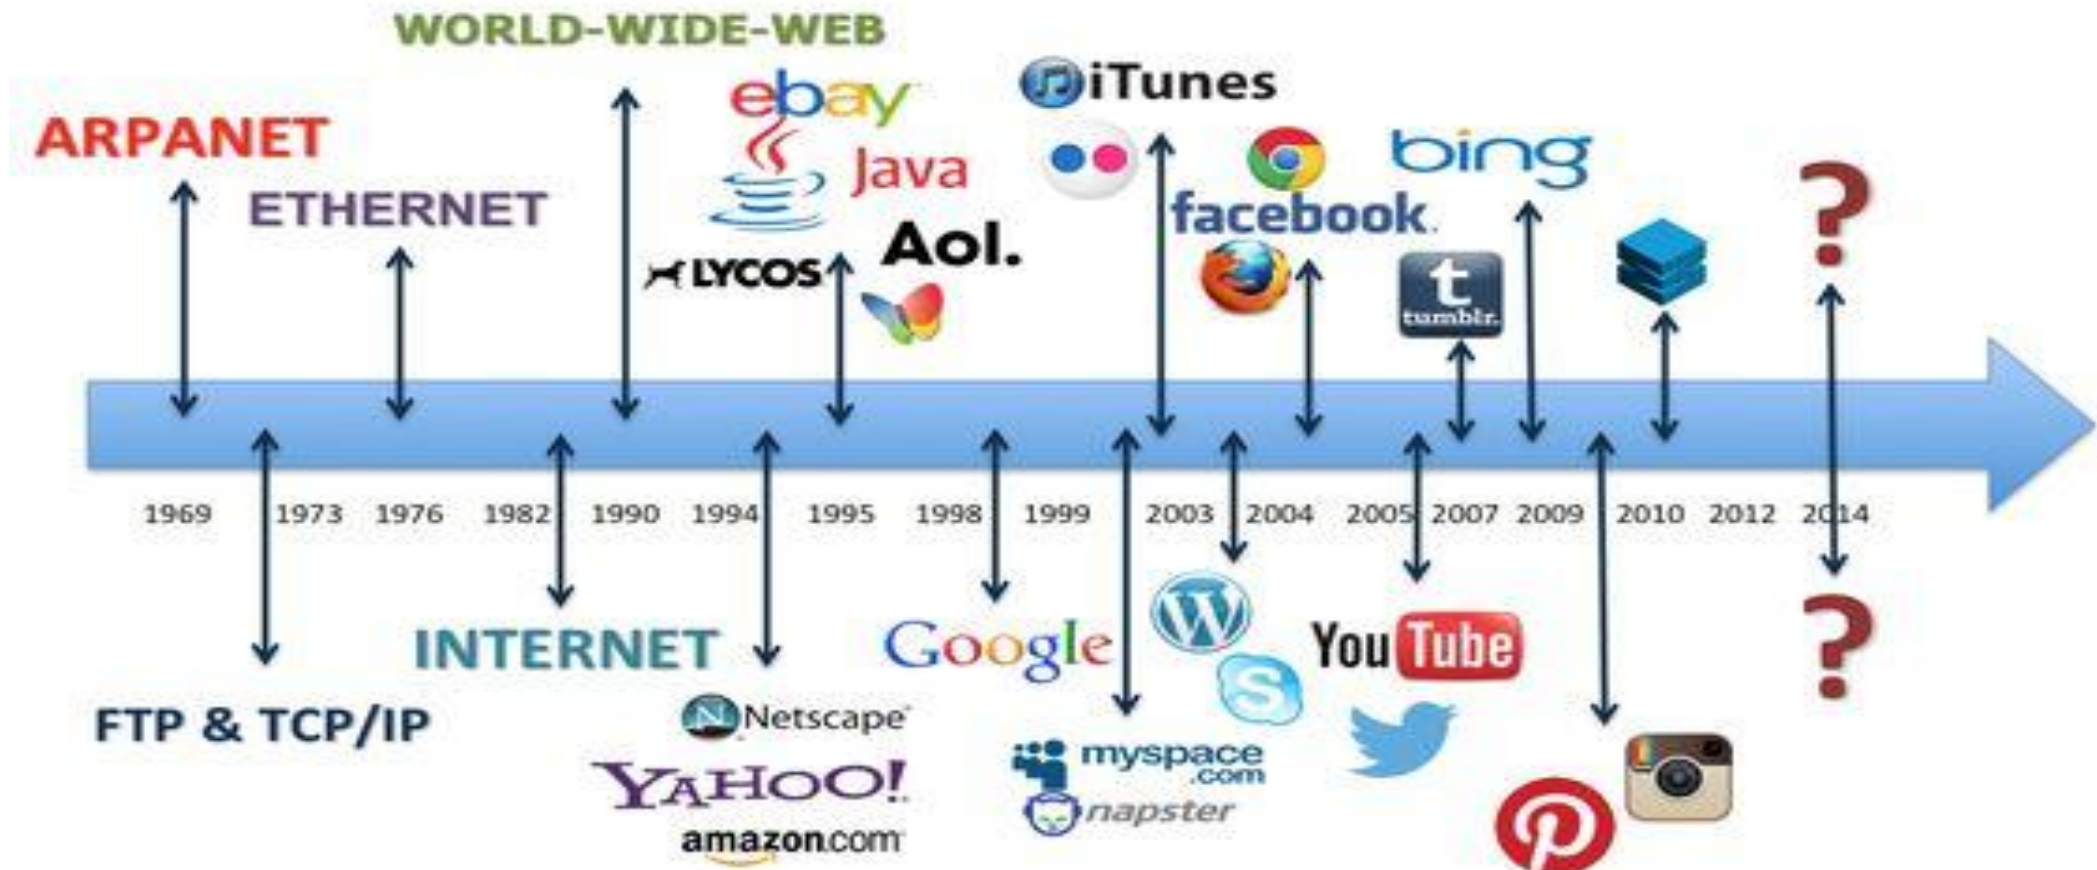 WORLD-WIDE-WEB
ebay
iTunes
ARPANET
Java
bing
ETHERNET
facebook.
?
LYCOS
Aol.
t
tumblr.
1969 1973 1976 1982 1990 1994 1995 1998 1999 2003 2004 2005 2007 2009 2010 2012 2014
INTERNET
Google
W
S
YouTube
?
FTP & TCP/IP
N Netscape
YAHOO!
amazon.com
myspace
.com
napster
P